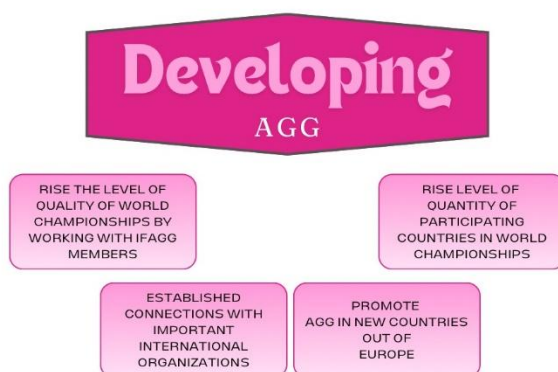 Developing
AGG
RISE THE LEVEL OF
QUALITY OF WORLD
CHAMPIONSHIPS BY
WORKING WITH IFAGG
MEMBERS
RISE LEVEL OF
QUANTITY OF
PARTICIPATING
COUNTRIES IN WORLD
CHAMPIONSHIPS
ESTABLISHED
CONNECTIONS WITH
IMPORTANT
INTERNATIONAL
ORGANIZATIONS
PROMOTE
AGG IN NEW COUNTRIES
OUT OF
EUROPE